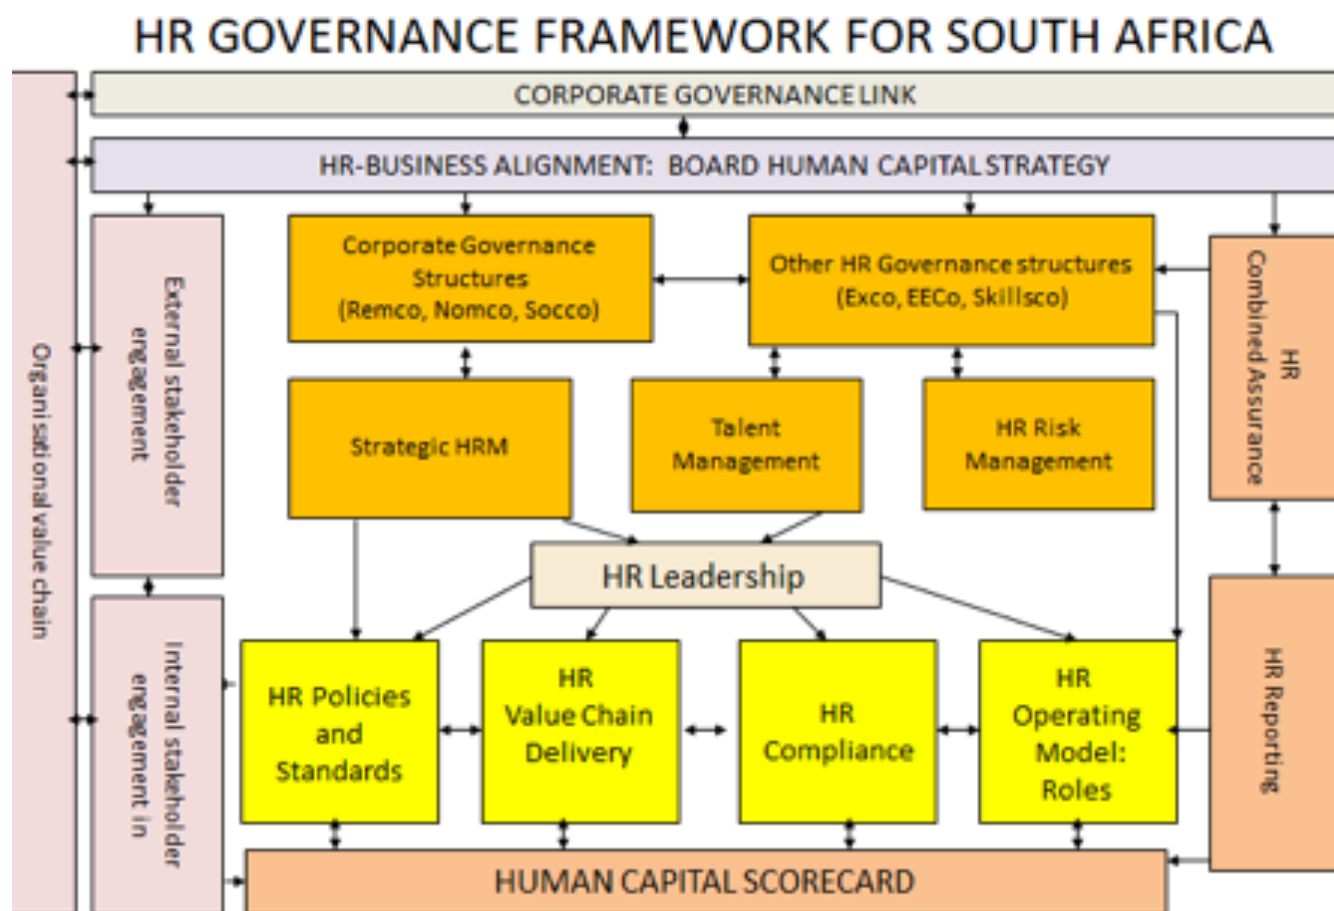 HR GOVERNANCE FRAMEWORK FOR SOUTH AFRICA
CORPORATE GOVERNANCE LINK
HR-BUSINESS ALIGNMENT: BOARD HUMAN CAPITAL STRATEGY
Organisational value chain
External stakeholder
engagement
Corporate Governance
Structures
(Remco, Nomco, Socco)
Other HR Governance structures
(Exco, EECo, Skillsco)
HR
Combined Assurance
Strategic HRM
Talent
Management
HR Risk
Management
HR Leadership
Internal stakeholder
engagement in
HR Policies
and
Standards
HR
Value Chain
Delivery
HR
Compliance
HR
Operating
Model:
Roles
HR Reporting
HUMAN CAPITAL SCORECARD